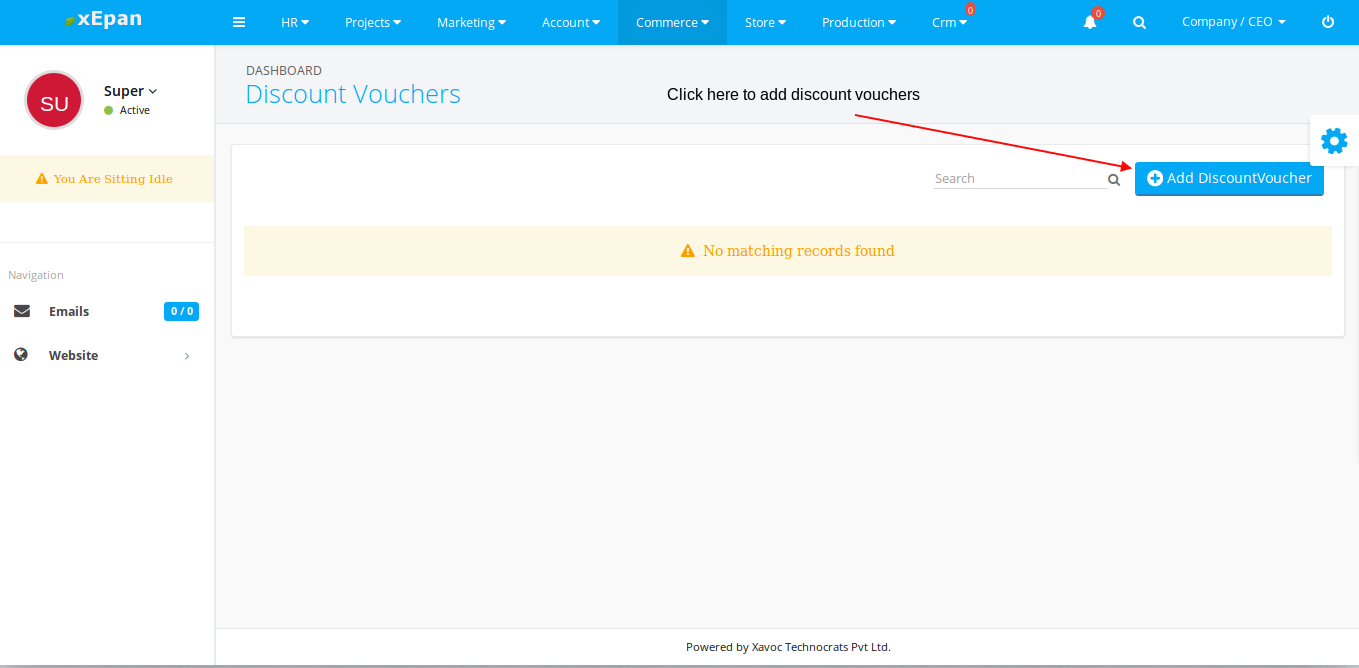 xEpan
HR Projects Marketing Account Commerce Store Production Crm 0 0 Company / CEO
SU
Super
Active
You Are Sitting Idle
Navigation
Emails 0 / 0
Website
DASHBOARD
Discount Vouchers
Click here to add discount vouchers
Search
Add DiscountVoucher
No matching records found
Powered by Xavoc Technocrats Pvt Ltd.